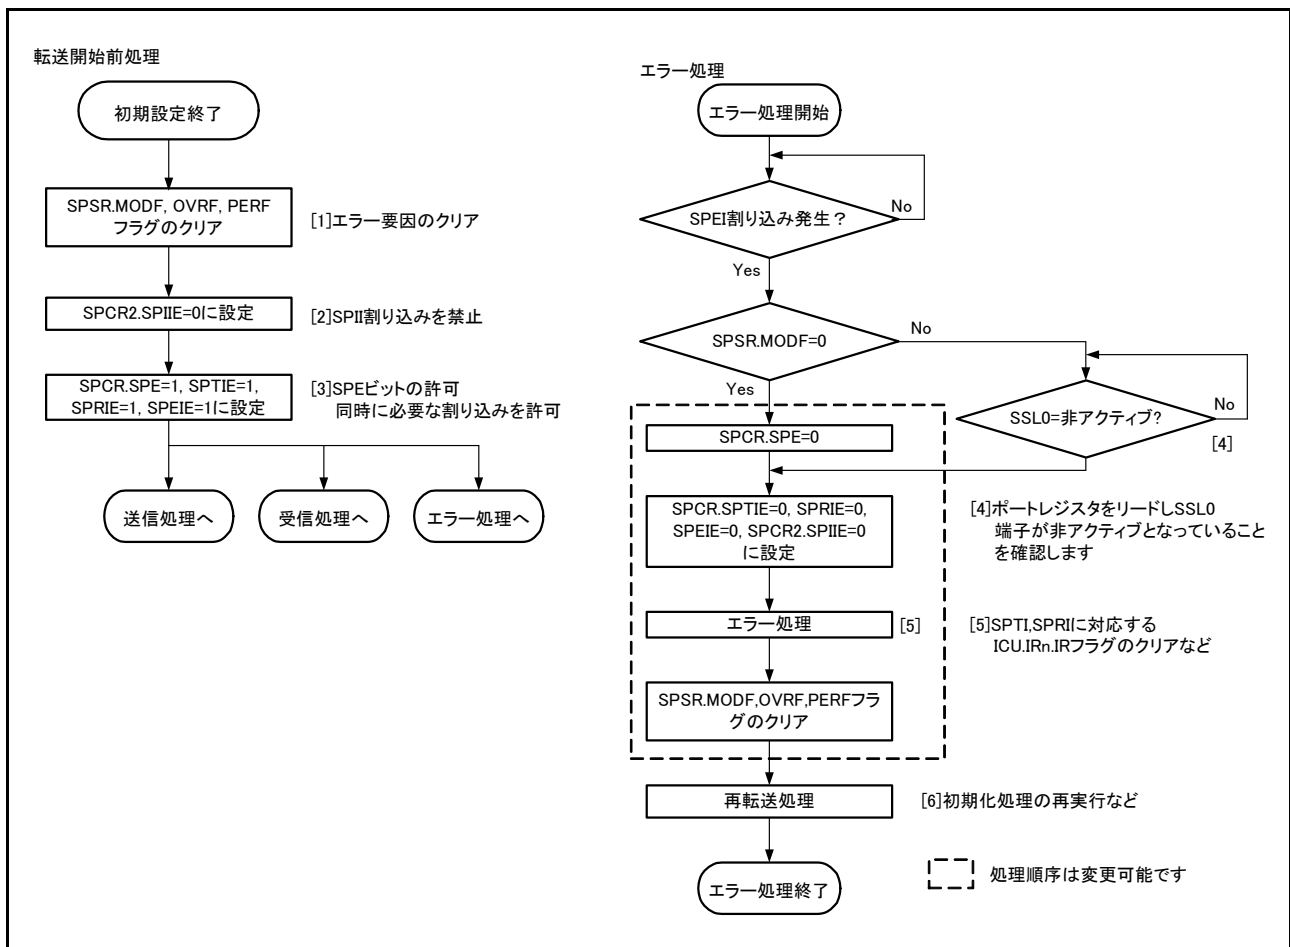 転送開始前処理
初期設定終了
SPSR.MODF, OVRF, PERF
フラグのクリア
[1]エラー要因のクリア
SPCR2.SPIIE=0に設定
[2]SPII割り込みを禁止
SPCR.SPE=1, SPTIE=1,
SPRIE=1, SPEIE=1に設定
[3]SPEビットの許可
同時に必要な割り込みを許可
送信処理へ
受信処理へ
エラー処理へ
エラー処理
エラー処理開始
SPEI割り込み発生？
No
Yes
SPSR.MODF=0
No
Yes
SSL0=非アクティブ?
No
[4]
SPCR.SPE=0
SPCR.SPTIE=0, SPRIE=0,
SPEIE=0, SPCR2.SPIIE=0
に設定
[4]ポートレジスタをリードしSSL0
端子が非アクティブとなっていること
を確認します
エラー処理
[5]
[5]SPTI,SPRIに対応する
ICU.IRn.IRフラグのクリアなど
SPSR.MODF,OVRF,PERFフラ
グのクリア
再転送処理
[6]初期化処理の再実行など
エラー処理終了
処理順序は変更可能です